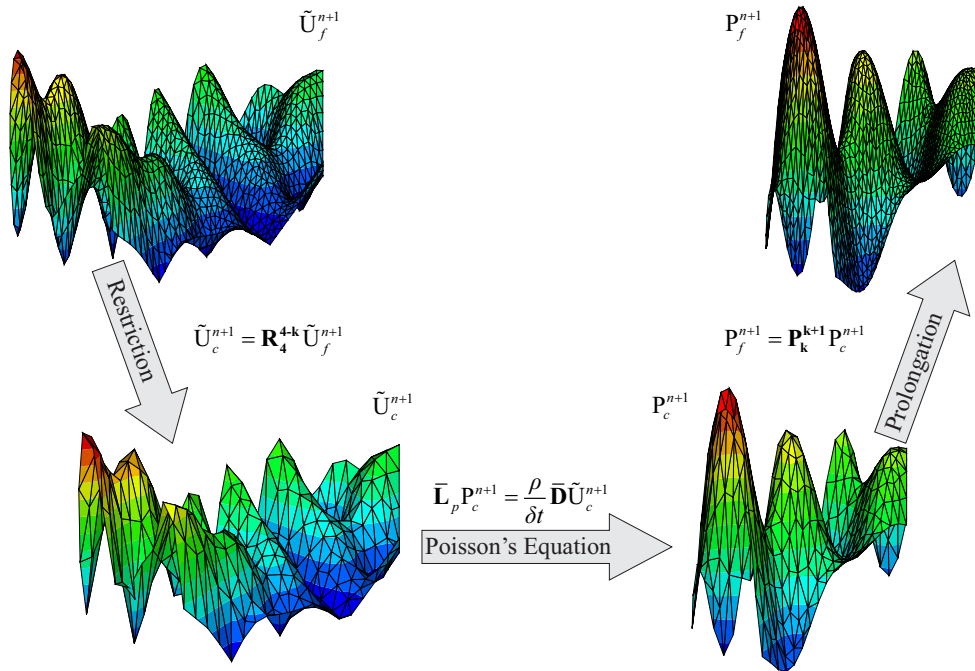 Ũ_f^{n+1}
P_f^{n+1}
Restriction
Ũ_c^{n+1} = R_4^{4-k} Ũ_f^{n+1}
P_f^{n+1} = P_k^{k+1} P_c^{n+1}
Prolongation
Ũ_c^{n+1}
P_c^{n+1}
L̄_p P_c^{n+1} = ρ/δt D̄ Ũ_c^{n+1}
Poisson's Equation